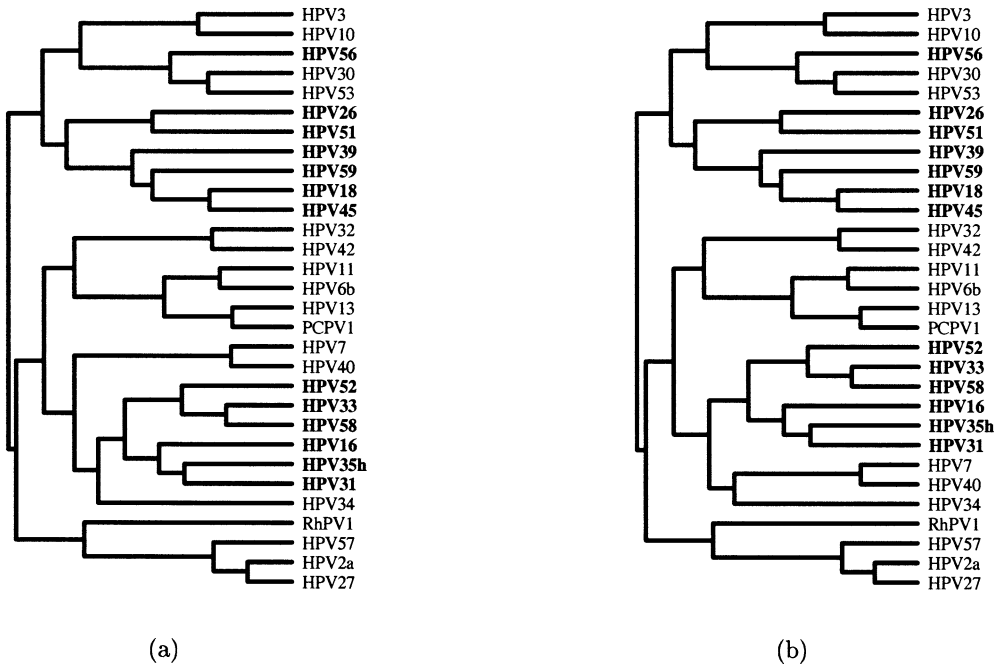 HPV3
HPV10
HPV56
HPV30
HPV53
HPV26
HPV51
HPV39
HPV59
HPV18
HPV45
HPV32
HPV42
HPV11
HPV6b
HPV13
PCPV1
HPV7
HPV40
HPV52
HPV33
HPV58
HPV16
HPV35h
HPV31
HPV34
RhPV1
HPV57
HPV2a
HPV27
(a)
HPV3
HPV10
HPV56
HPV30
HPV53
HPV26
HPV51
HPV39
HPV59
HPV18
HPV45
HPV32
HPV42
HPV11
HPV6b
HPV13
PCPV1
HPV52
HPV33
HPV58
HPV16
HPV35h
HPV31
HPV7
HPV40
HPV34
RhPV1
HPV57
HPV2a
HPV27
(b)